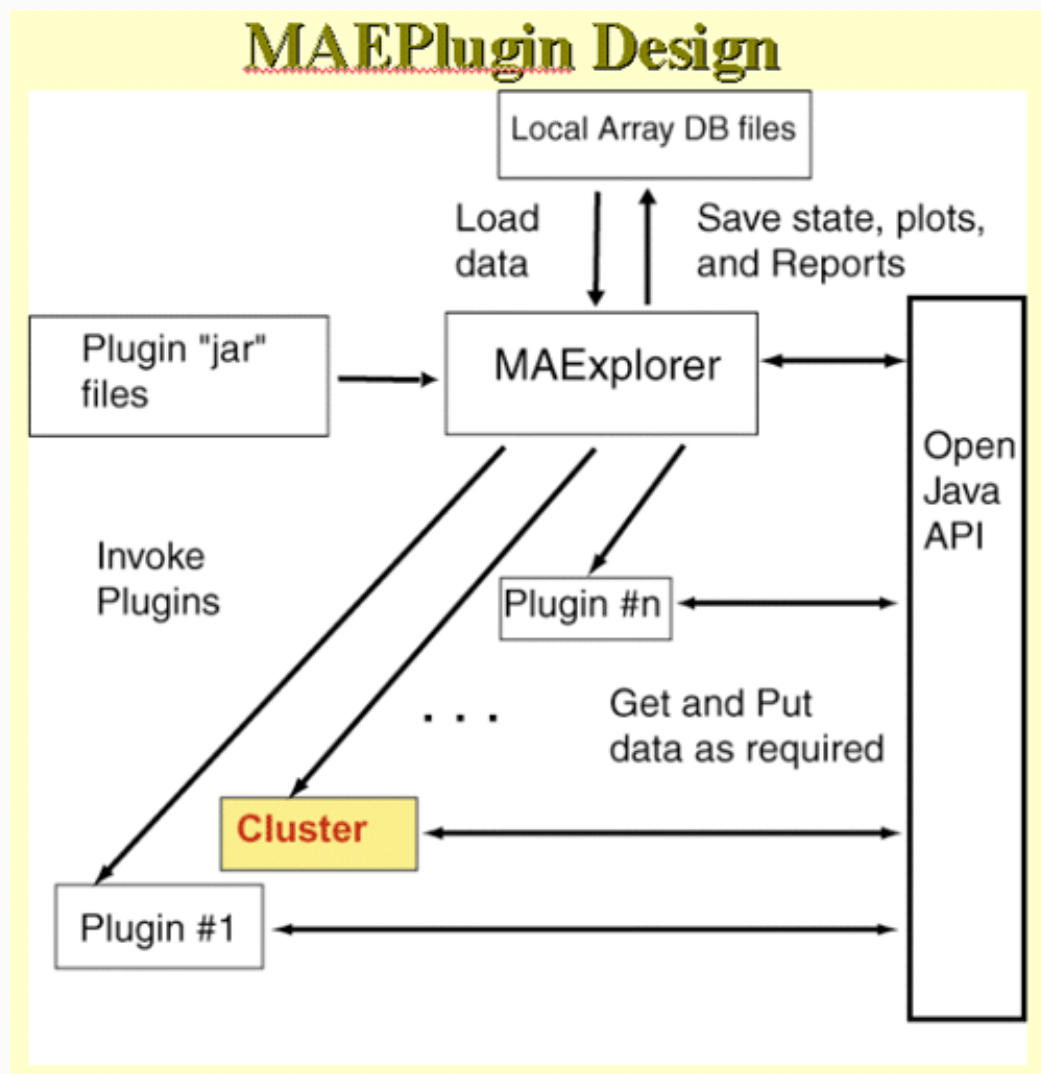 MAEPlugin Design
Local Array DB files
Load
data
Save state, plots,
and Reports
Plugin "jar"
files
MAExplorer
Open
Java
API
Invoke
Plugins
Plugin #n
. . .
Get and Put
data as required
Cluster
Plugin #1